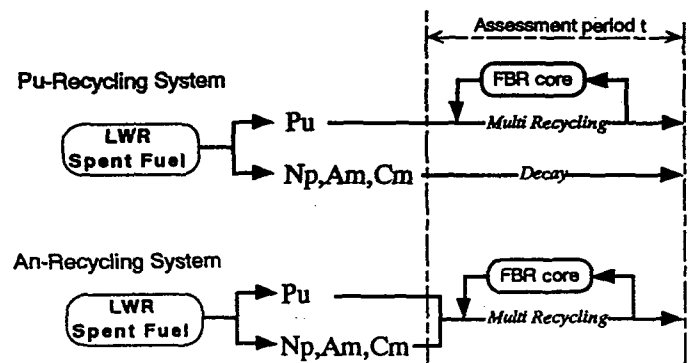 Assessment period t
Pu-Recycling System
FBR core
LWR
Spent Fuel
Pu
Multi Recycling
Np,Am,Cm
Decay
An-Recycling System
FBR core
LWR
Spent Fuel
Pu
Multi Recycling
Np,Am,Cm